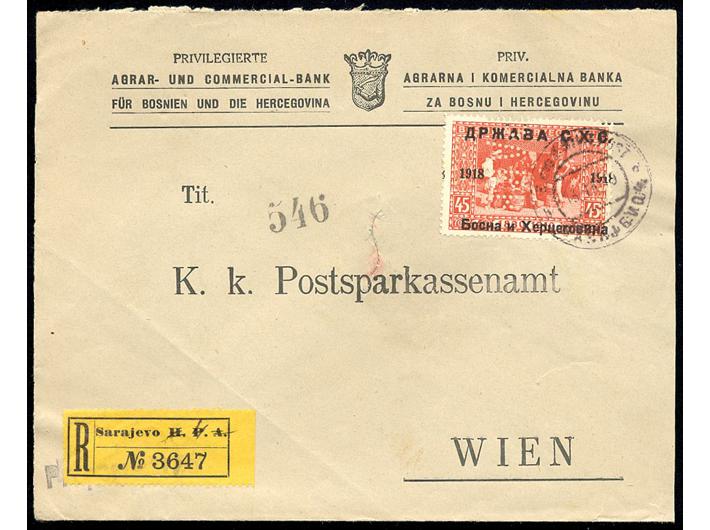 PRIVILEGIERTE
AGRAR- UND COMMERCIAL-BANK
FÜR BOSNIEN UND DIE HERCEGOVINA
PRIV.
AGRARNA I KOMERCIALNA BANKA
ZA BOSNU I HERCEGOVINU
ДРЖАВА С.Х.С.
1918 1918
45 45
Босна и Херцеговина
Tit.
546
K. k. Postsparkassenamt
R Sarajevo H. P. A.
№ 3647
WIEN